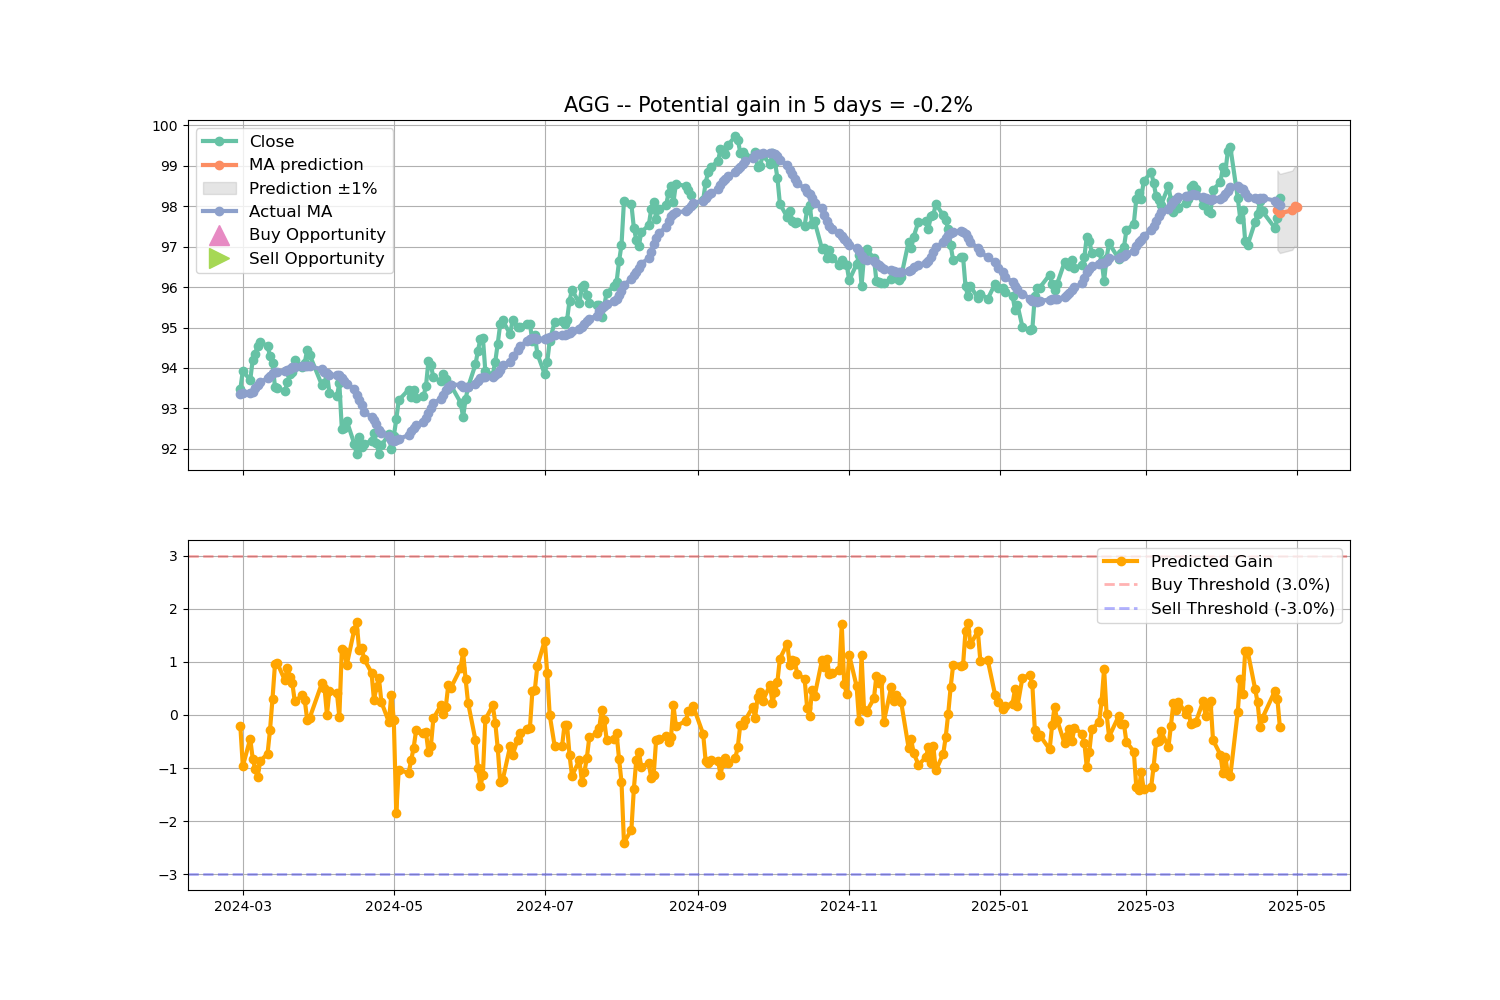 AGG -- Potential gain in 5 days = -0.2%
100
99
98
97
96
95
94
93
92
Close
MA prediction
Prediction ±1%
Actual MA
Buy Opportunity
Sell Opportunity
3
2
1
0
−1
−2
−3
Predicted Gain
Buy Threshold (3.0%)
Sell Threshold (-3.0%)
2024-03
2024-05
2024-07
2024-09
2024-11
2025-01
2025-03
2025-05